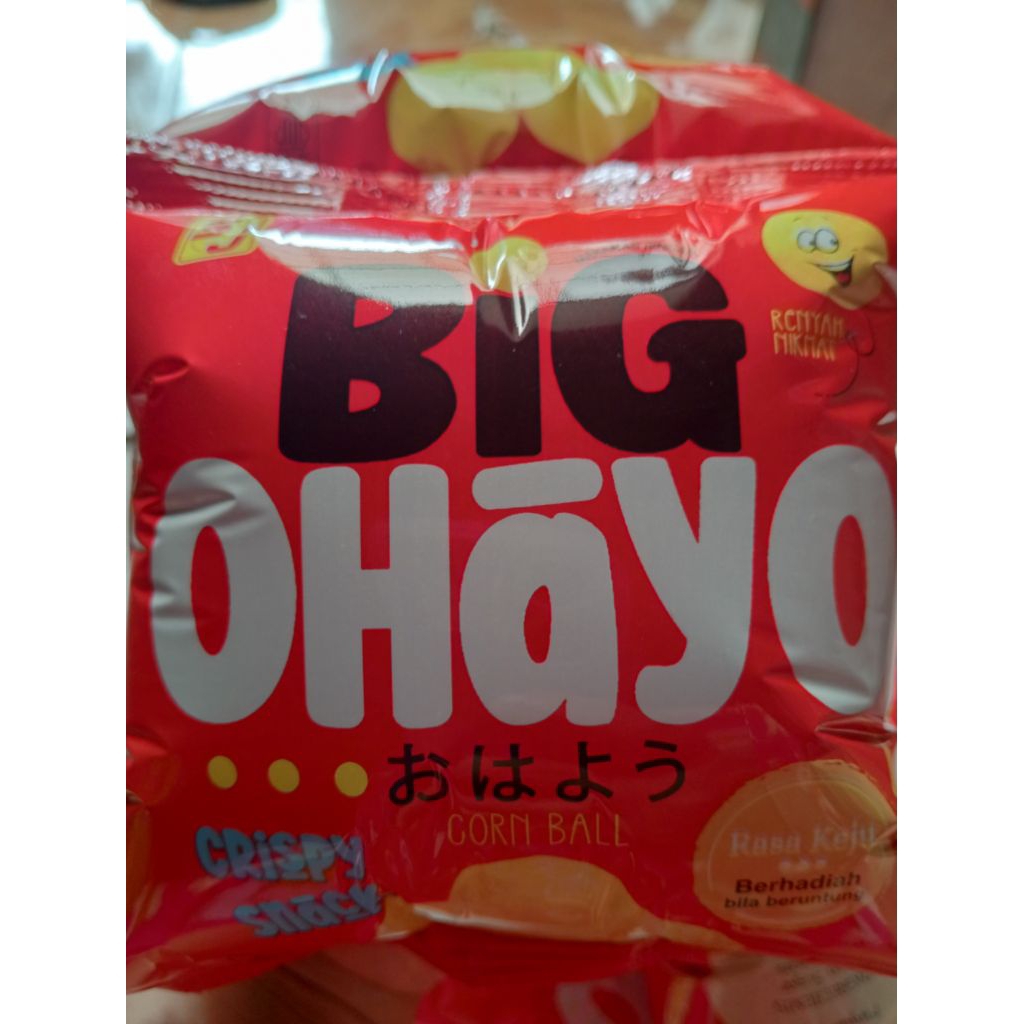 BIG
RENYAH
NIKMAT
OHāYO
おはよう
CORN BALL
CRISPY
SNACK
Rasa Keju
Berhadiah
bila beruntung